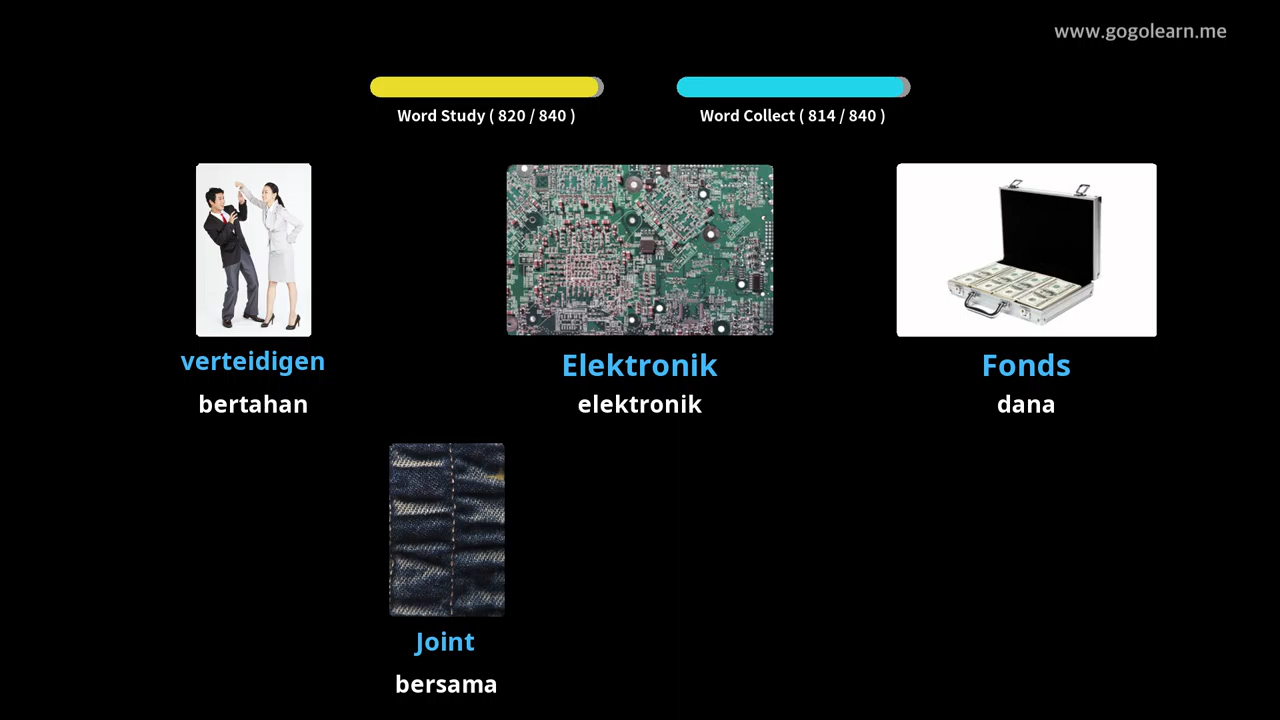 www.gogolearn.me
Word Study ( 820 / 840 )
Word Collect ( 814 / 840 )
verteidigen
bertahan
Elektronik
elektronik
Fonds
dana
Joint
bersama